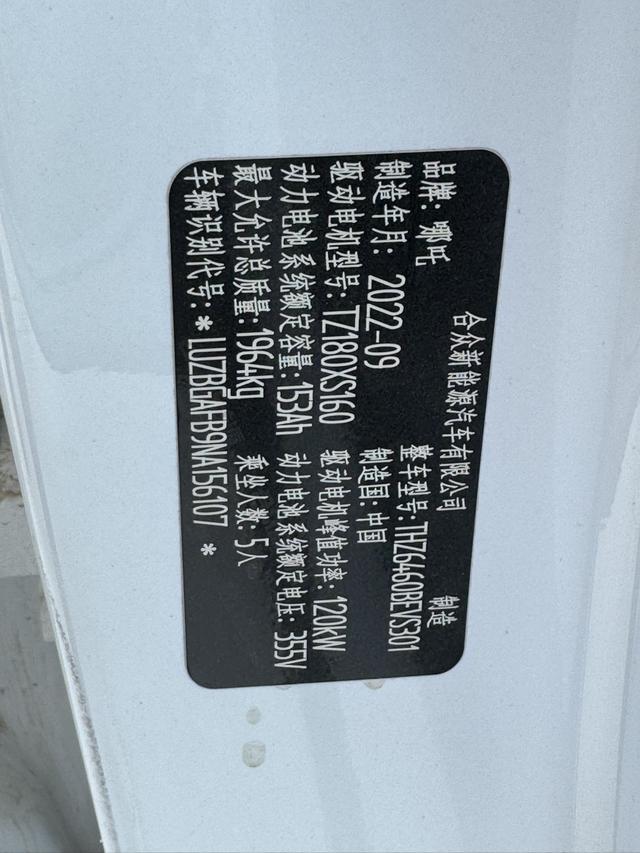 合众新能源汽车有限公司 制造
品牌：哪吒 整车型号：THZ6460BEVS301
制造年月：2022-09 制造国：中国
驱动电机型号：TZ180XS160 驱动电机峰值功率：120kW
动力电池系统额定容量：153Ah 动力电池系统额定电压：355V
最大允许总质量：1964kg 乘坐人数：5人
车辆识别代号：*LUZBGAFB9NA156107*